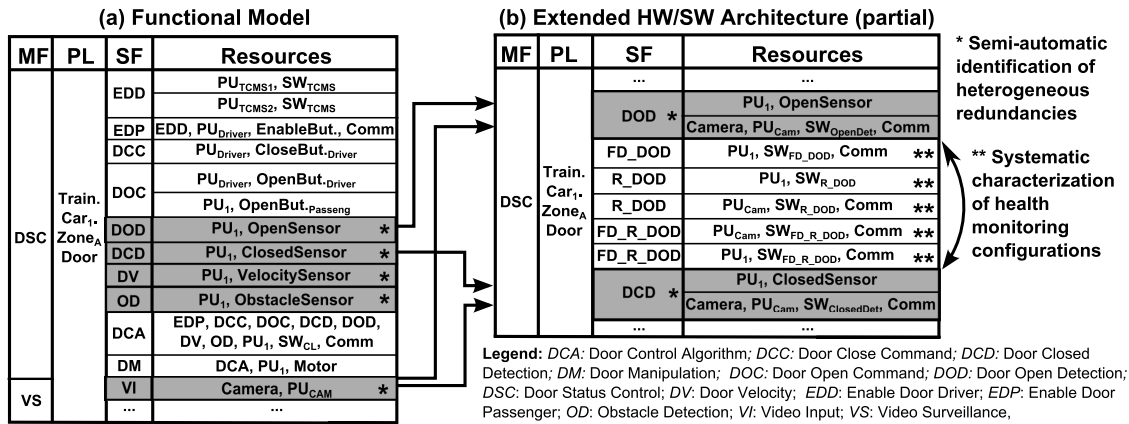 (a) Functional Model
MF PL SF Resources
DSC
Train.
Car1.
ZoneA
Door
EDD PUTCMS1, SWTCMS
PUTCMS2, SWTCMS
EDP EDD, PUDriver, EnableBut., Comm
DCC PUDriver, CloseBut.Driver
DOC PUDriver, OpenBut.Driver
PU1, OpenBut.Passeng
DOD PU1, OpenSensor *
DCD PU1, ClosedSensor *
DV PU1, VelocitySensor *
OD PU1, ObstacleSensor *
DCA EDP, DCC, DOC, DCD, DOD,
DV, OD, PU1, SWCL, Comm
DM DCA, PU1, Motor
VS VI Camera, PUCAM *
... ...
(b) Extended HW/SW Architecture (partial)
MF PL SF Resources
DSC
Train.
Car1.
ZoneA
Door
...
DOD * PU1, OpenSensor
Camera, PUCam, SWOpenDet, Comm
FD_DOD PU1, SWFD_DOD, Comm **
R_DOD PU1, SWR_DOD **
R_DOD PUCam, SWR_DOD, Comm **
FD_R_DOD PUCam, SWFD_R_DOD, Comm **
FD_R_DOD PU1, SWFD_R_DOD, Comm **
DCD * PU1, ClosedSensor
Camera, PUCam, SWClosedDet, Comm
... ...
* Semi-automatic
identification of
heterogeneous
redundancies
** Systematic
characterization
of health
monitoring
configurations
Legend: DCA: Door Control Algorithm; DCC: Door Close Command; DCD: Door Closed
Detection; DM: Door Manipulation; DOC: Door Open Command; DOD: Door Open Detection;
DSC: Door Status Control; DV: Door Velocity; EDD: Enable Door Driver; EDP: Enable Door
Passenger; OD: Obstacle Detection; VI: Video Input; VS: Video Surveillance,